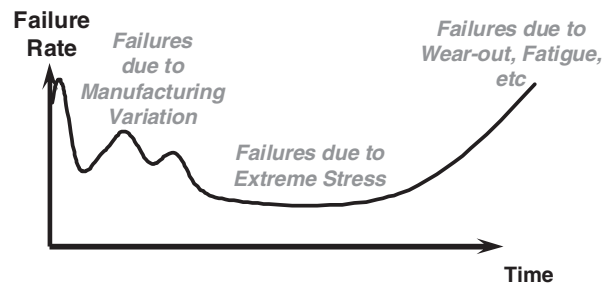 Failure
Rate
Failures
due to
Manufacturing
Variation
Failures due to
Extreme Stress
Failures due to
Wear-out, Fatigue,
etc
Time